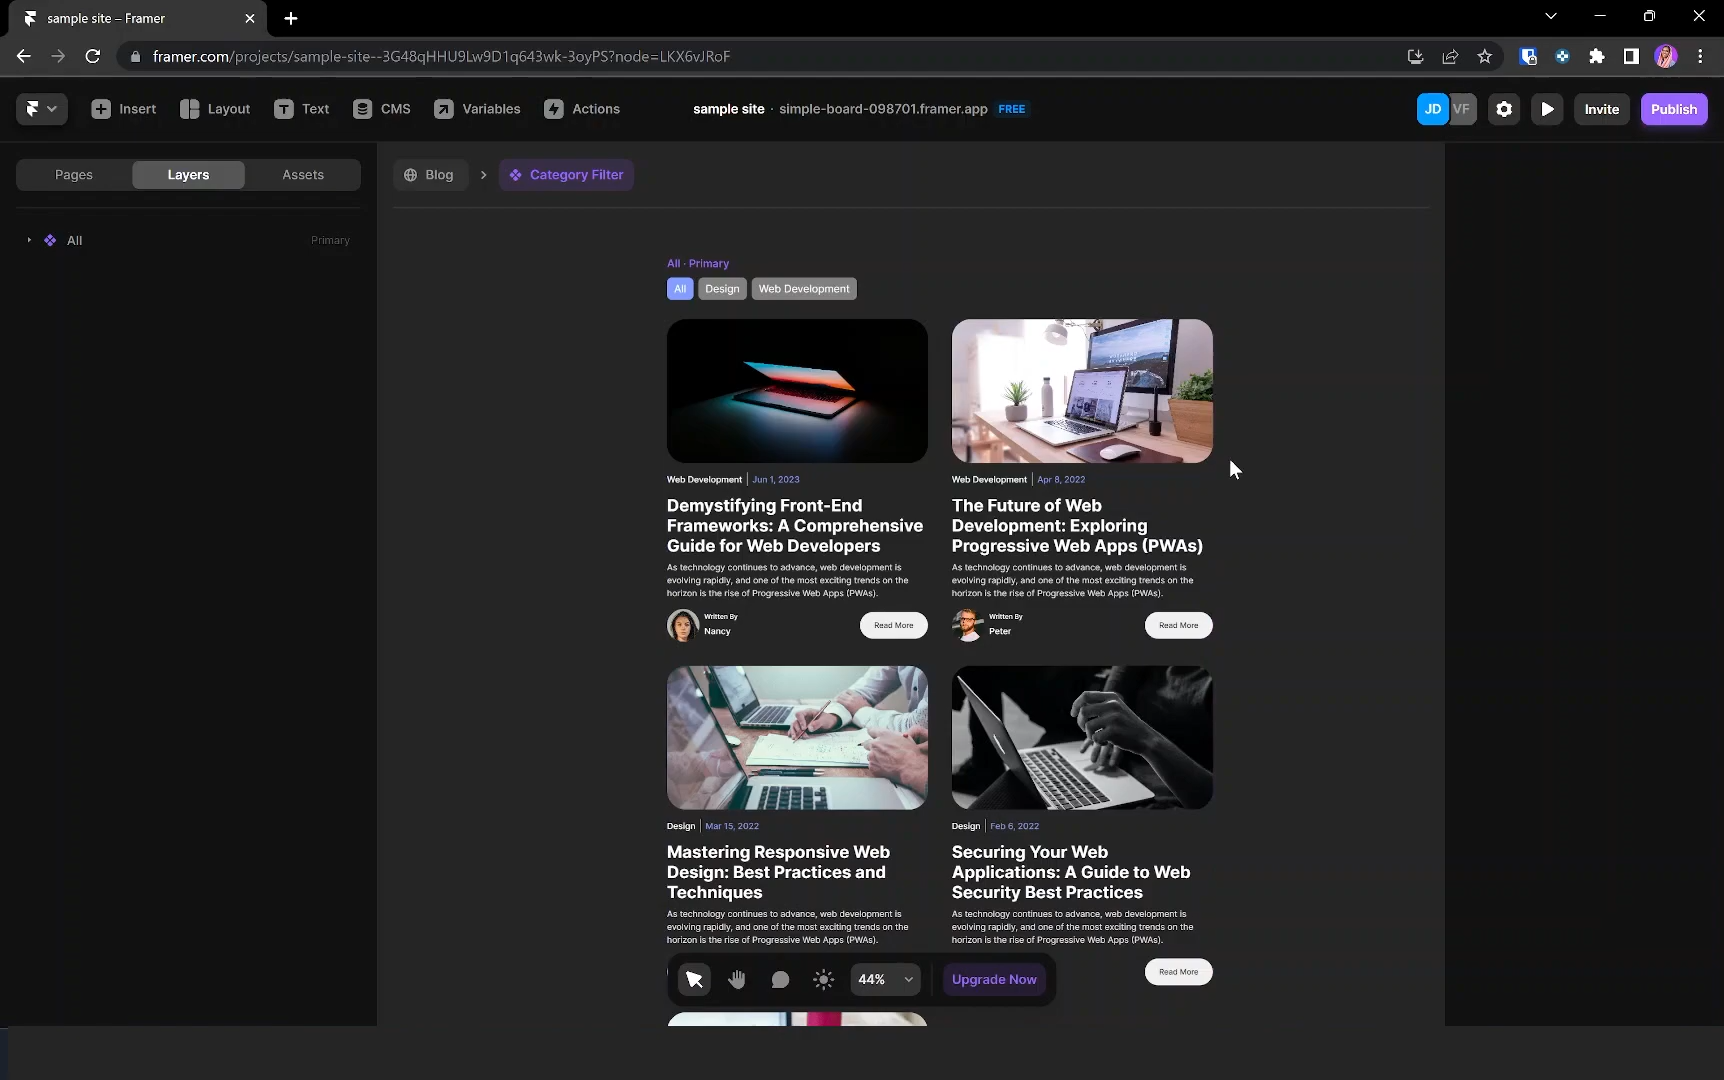 sample site – Framer
framer.com/projects/sample-site--3G48qHHU9Lw9D1q643wk-3oyPS?node=LKX6vJRoF
Insert Layout Text CMS Variables Actions sample site · simple-board-098701.framer.app FREE JD VF Invite Publish
Pages Layers Assets Blog Category Filter
All Primary
All · Primary
All Design Web Development
Web Development Jun 1, 2023
Demystifying Front-End
Frameworks: A Comprehensive
Guide for Web Developers
As technology continues to advance, web development is
evolving rapidly, and one of the most exciting trends on the
horizon is the rise of Progressive Web Apps (PWAs).
Written By
Nancy
Read More
Web Development Apr 8, 2022
The Future of Web
Development: Exploring
Progressive Web Apps (PWAs)
As technology continues to advance, web development is
evolving rapidly, and one of the most exciting trends on the
horizon is the rise of Progressive Web Apps (PWAs).
Written By
Peter
Read More
Design Mar 15, 2022
Mastering Responsive Web
Design: Best Practices and
Techniques
As technology continues to advance, web development is
evolving rapidly, and one of the most exciting trends on the
horizon is the rise of Progressive Web Apps (PWAs).
Design Feb 6, 2022
Securing Your Web
Applications: A Guide to Web
Security Best Practices
As technology continues to advance, web development is
evolving rapidly, and one of the most exciting trends on the
horizon is the rise of Progressive Web Apps (PWAs).
Read More
44% Upgrade Now